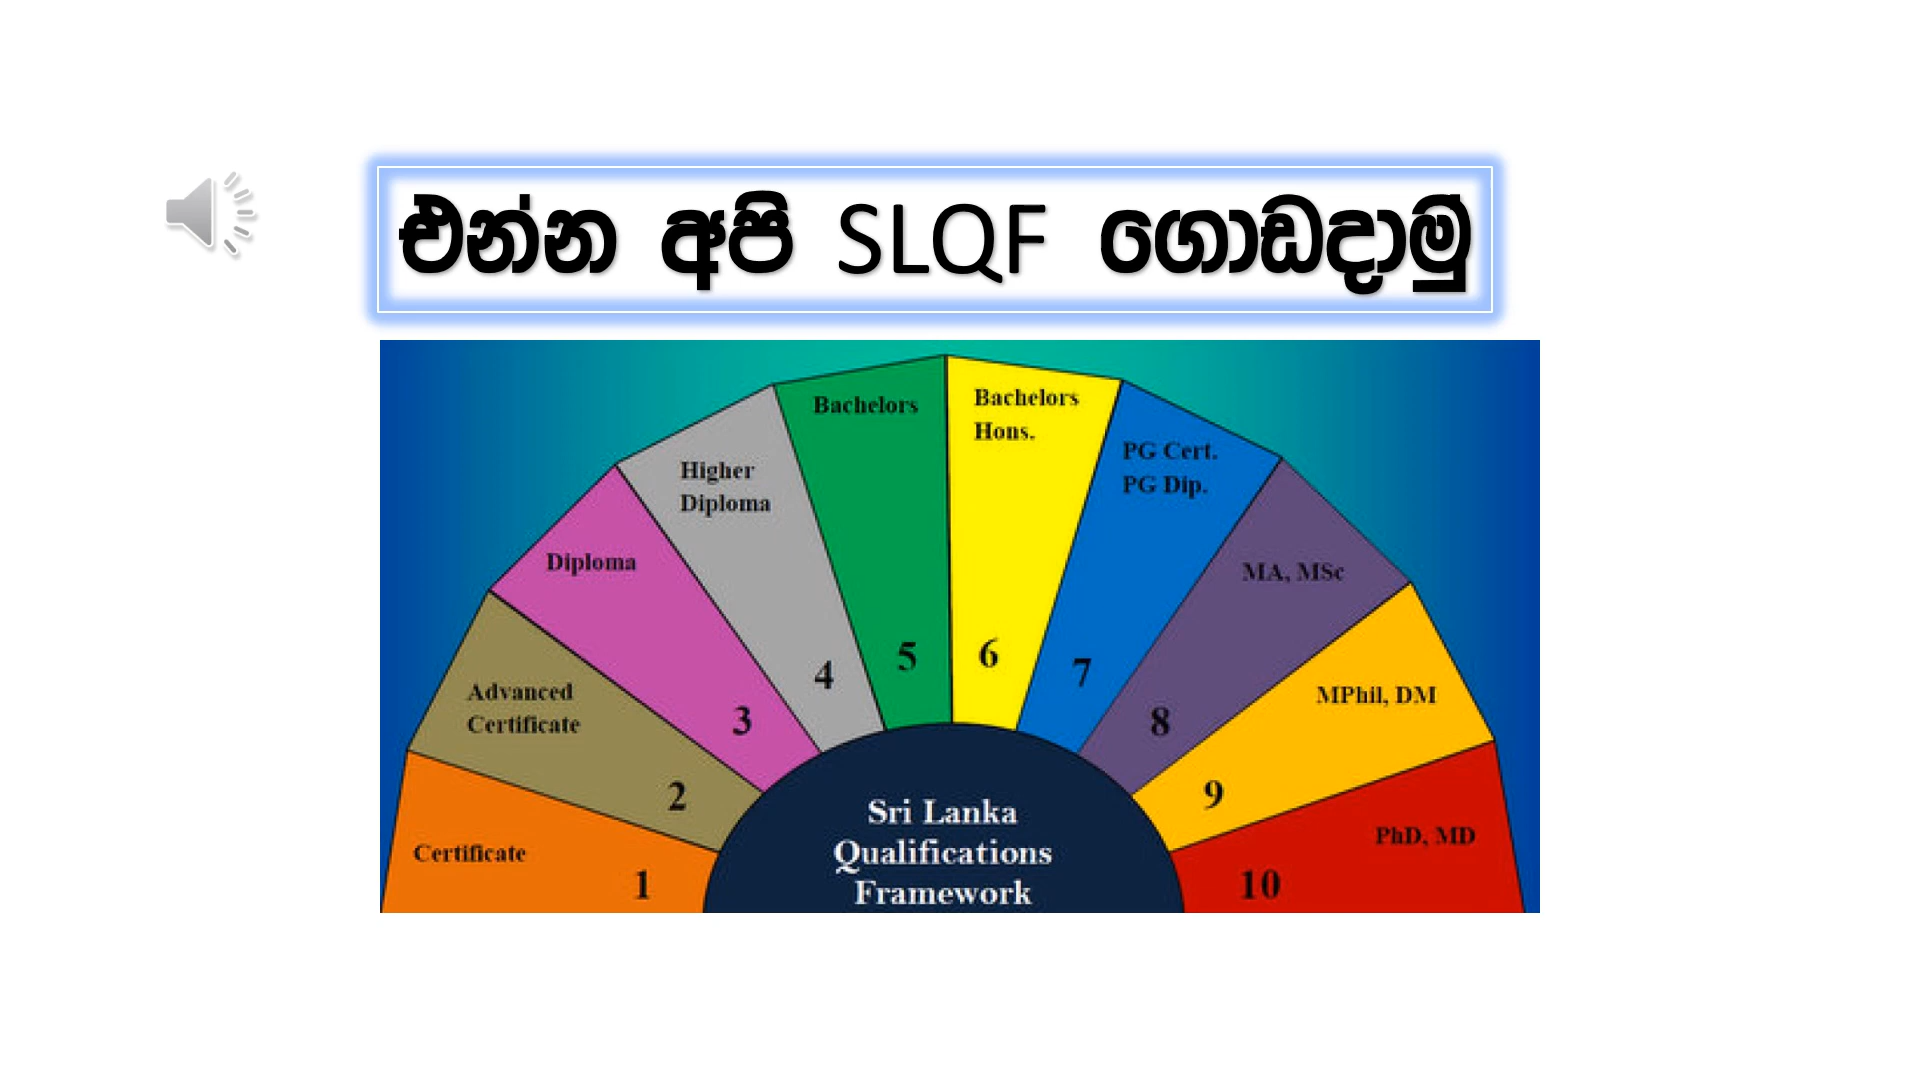 එන්න අපි SLQF ගොඩදාමු
Bachelors
Bachelors
Hons.
PG Cert.
PG Dip.
Higher
Diploma
Diploma
MA, MSc
Advanced
Certificate
MPhil, DM
Certificate
PhD, MD
1
2
3
4
5
6
7
8
9
10
Sri Lanka
Qualifications
Framework